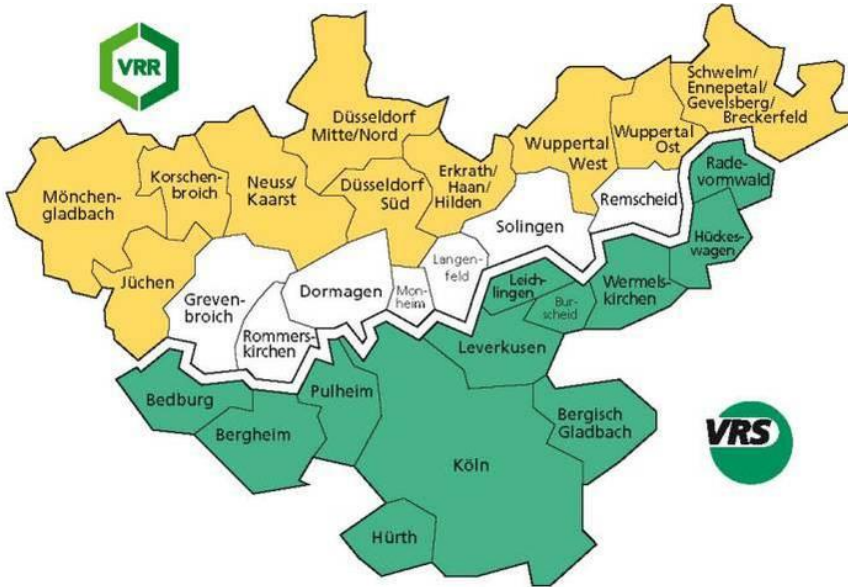 VRR
Schwelm/
Ennepetal/
Gevelsberg/
Breckerfeld
Düsseldorf
Mitte/Nord
Wuppertal
West
Wuppertal
Ost
Rade-
vormwald
Mönchen-
gladbach
Korschen-
broich
Neuss/
Kaarst
Düsseldorf
Süd
Erkrath/
Haan/
Hilden
Solingen
Remscheid
Hückes-
wagen
Jüchen
Greven-
broich
Dormagen
Mon-
heim
Langen-
feld
Leich-
lingen
Bur-
scheid
Wermels-
kirchen
Rommers-
kirchen
Leverkusen
Bedburg
Bergheim
Pulheim
Köln
Bergisch
Gladbach
VRS
Hürth